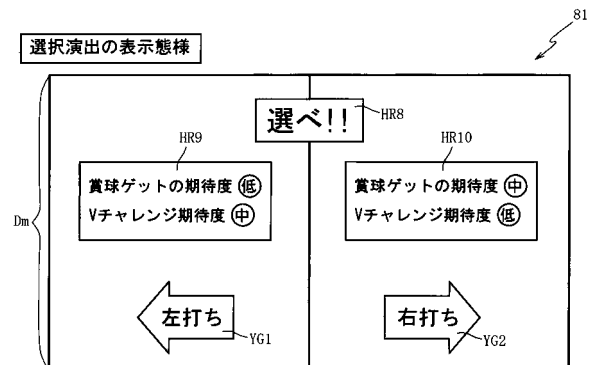 81
選択演出の表示態様
選べ!!
HR8
HR9
HR10
賞球ゲットの期待度 低
Vチャレンジ期待度 中
賞球ゲットの期待度 中
Vチャレンジ期待度 低
Dm
左打ち
YG1
右打ち
YG2